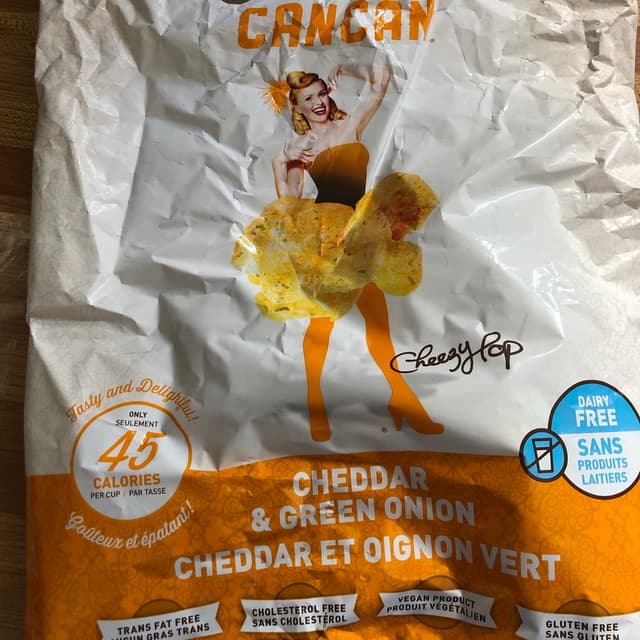 CANCAN
Cheezy Pop
Tasty and Delightful!
ONLY
SEULEMENT
45
CALORIES
PER CUP / PAR TASSE
Goûteux et épatant!
DAIRY
FREE
SANS
PRODUITS
LAITIERS
CHEDDAR
& GREEN ONION
CHEDDAR ET OIGNON VERT
TRANS FAT FREE
GRAS TRANS
CHOLESTEROL FREE
SANS CHOLESTÉROL
VEGAN PRODUCT
PRODUIT VÉGÉTALIEN
GLUTEN FREE
SANS GLUTEN